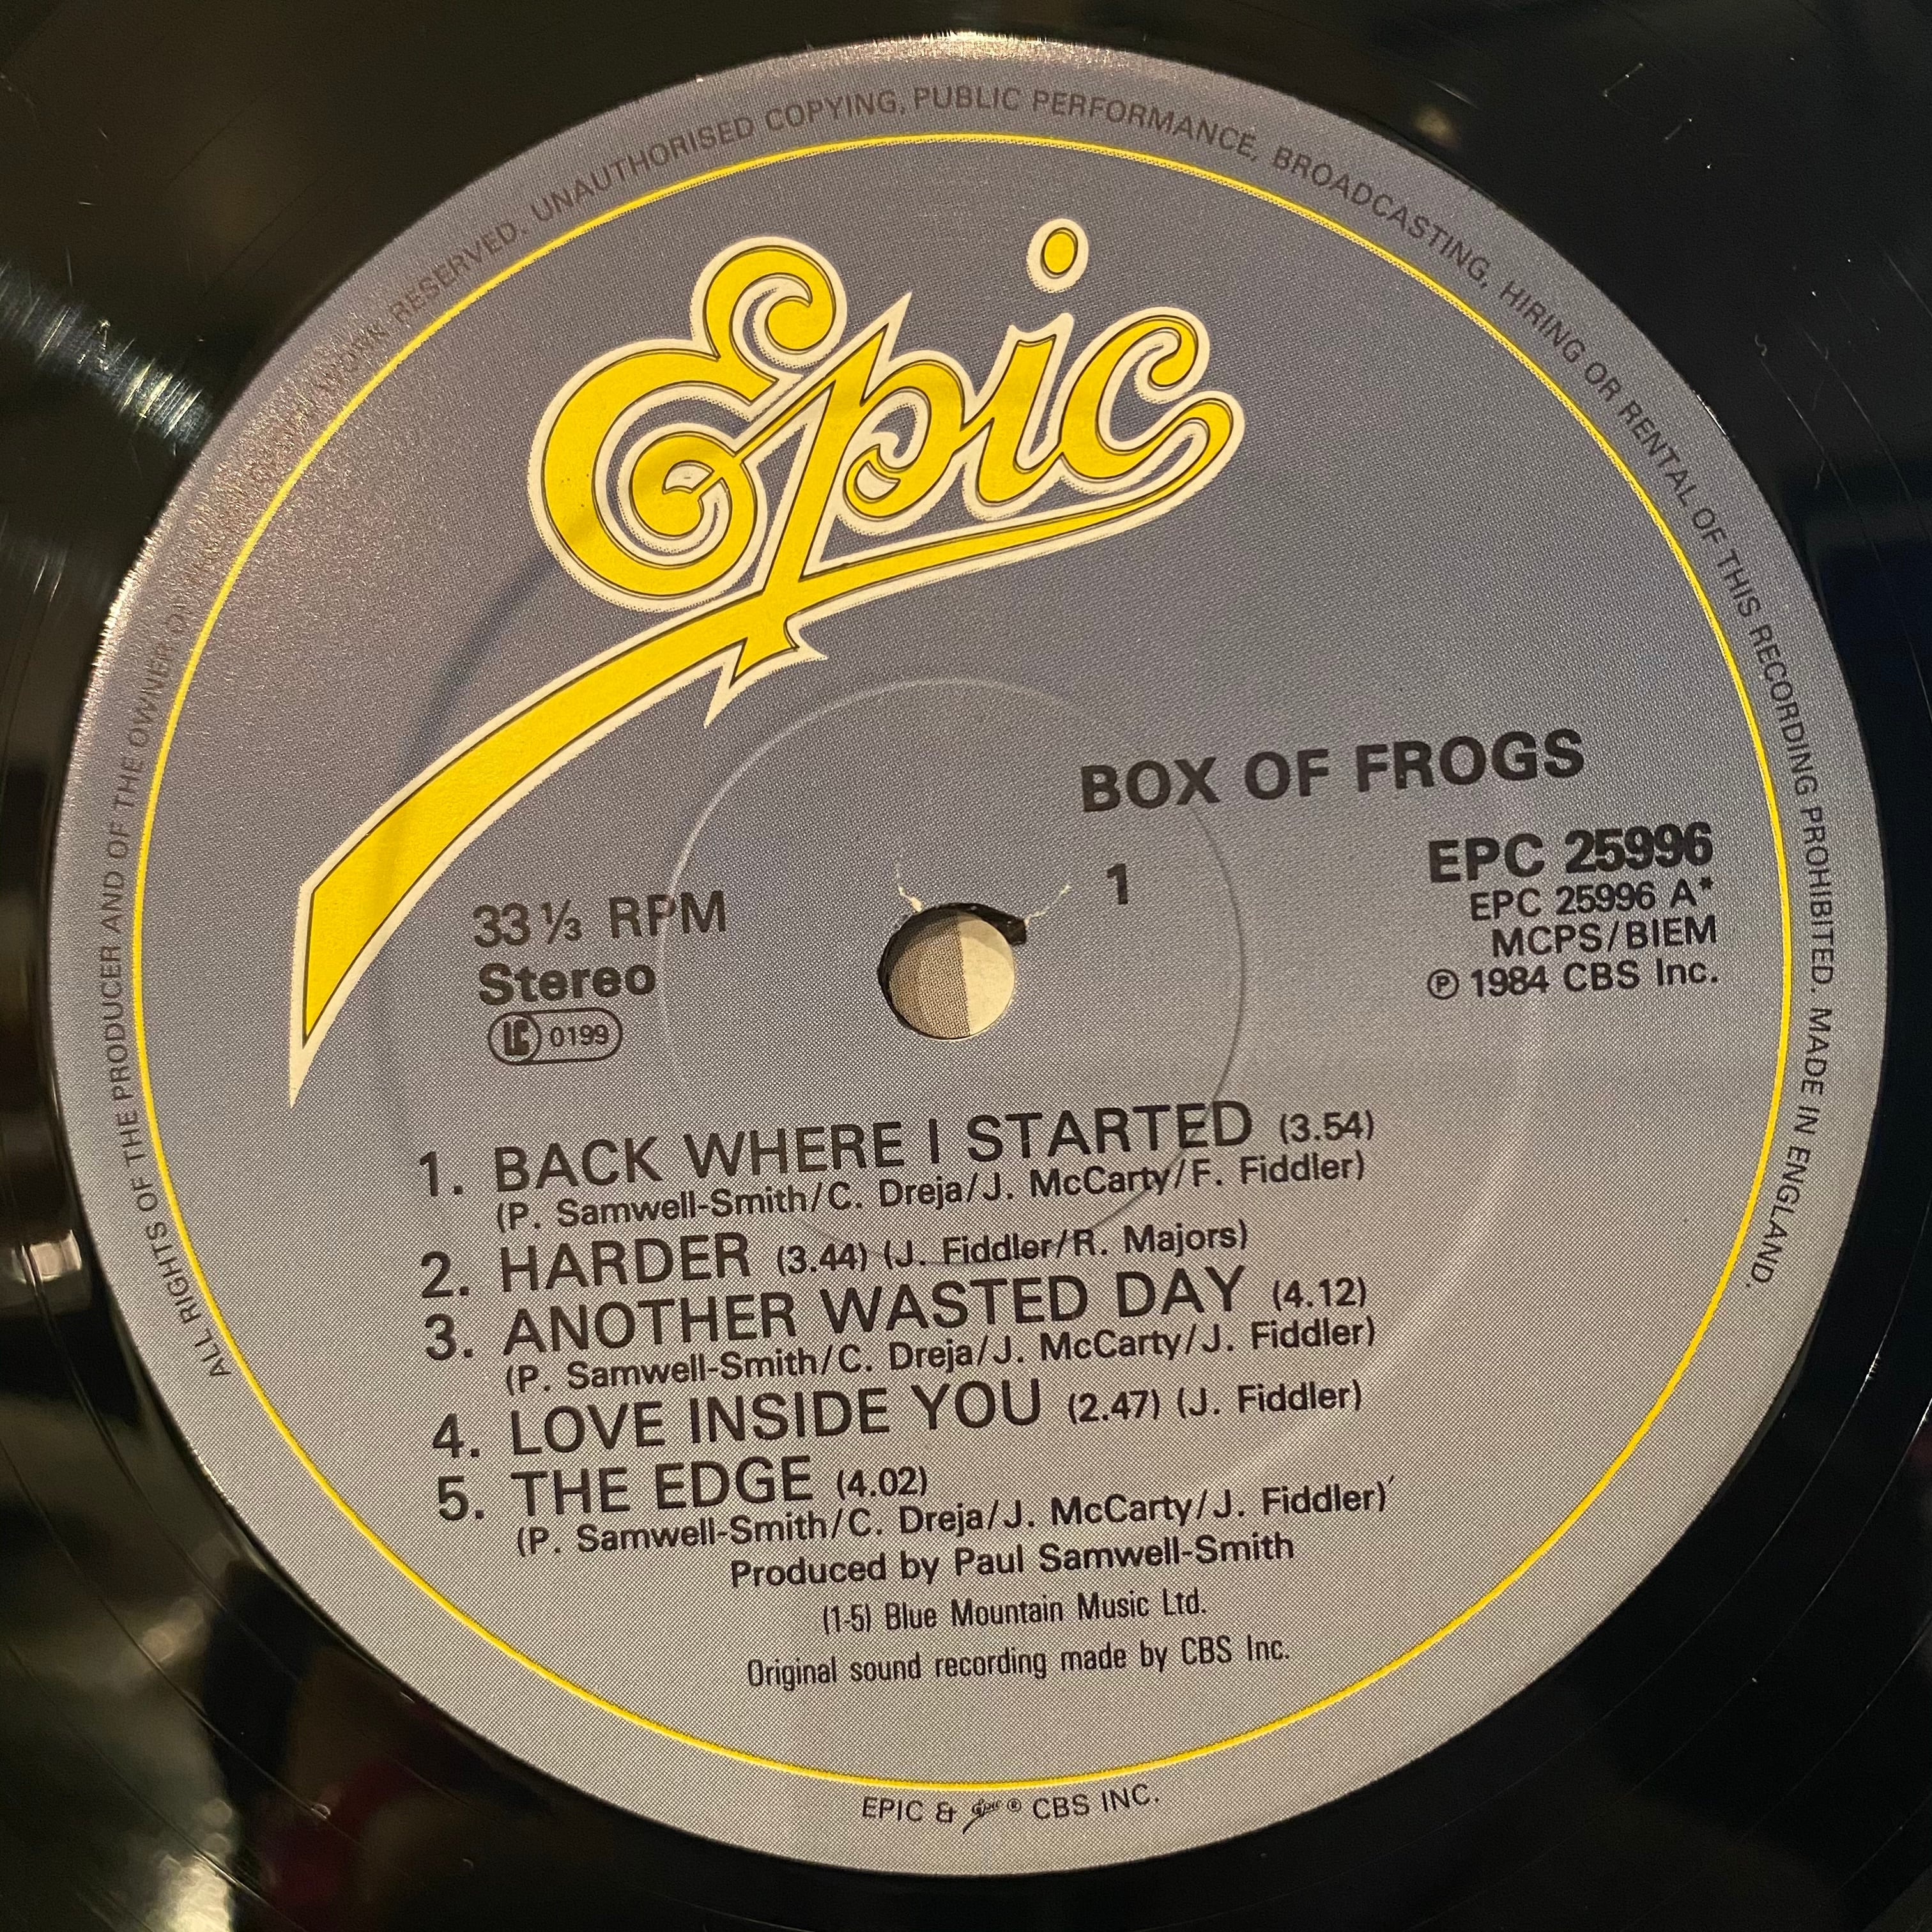 ALL RIGHTS OF THE PRODUCER AND OF THE OWNER OF WORK RESERVED. UNAUTHORISED COPYING, PUBLIC PERFORMANCE, BROADCASTING, HIRING OR RENTAL OF THIS RECORDING PROHIBITED. MADE IN ENGLAND.
Epic
BOX OF FROGS
33⅓ RPM
Stereo
LC 0199
1
EPC 25996
EPC 25996 A*
MCPS/BIEM
Ⓟ 1984 CBS Inc.
1. BACK WHERE I STARTED (3.54)
(P. Samwell-Smith/C. Dreja/J. McCarty/F. Fiddler)
2. HARDER (3.44) (J. Fiddler/R. Majors)
3. ANOTHER WASTED DAY (4.12)
(P. Samwell-Smith/C. Dreja/J. McCarty/J. Fiddler)
4. LOVE INSIDE YOU (2.47) (J. Fiddler)
5. THE EDGE (4.02)
(P. Samwell-Smith/C. Dreja/J. McCarty/J. Fiddler)
Produced by Paul Samwell-Smith
(1-5) Blue Mountain Music Ltd.
Original sound recording made by CBS Inc.
EPIC & Epic ® CBS INC.